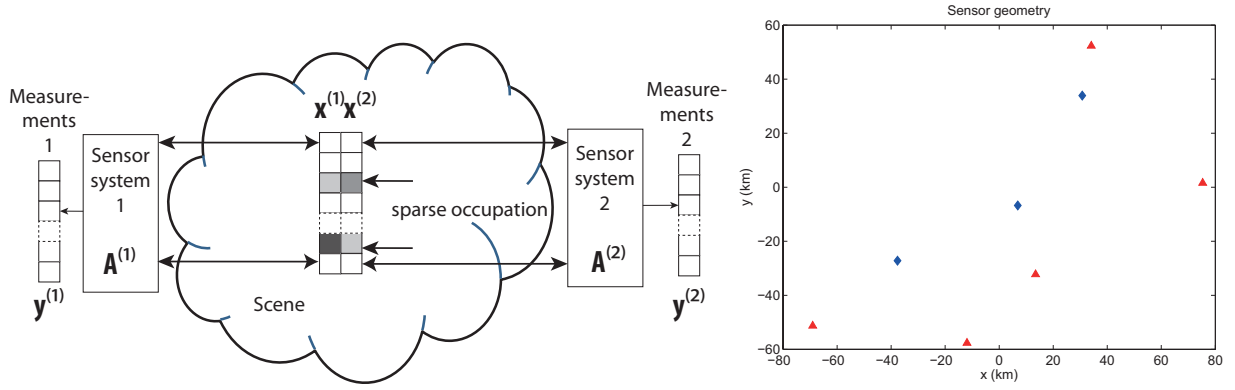 Measure-
ments
1
Sensor
system
1
A(1)
y(1)
x(1) x(2)
sparse occupation
Scene
Sensor
system
2
A(2)
Measure-
ments
2
y(2)
Sensor geometry
60
40
20
0
−20
−40
−60
y (km)
−80 −60 −40 −20 0 20 40 60 80
x (km)